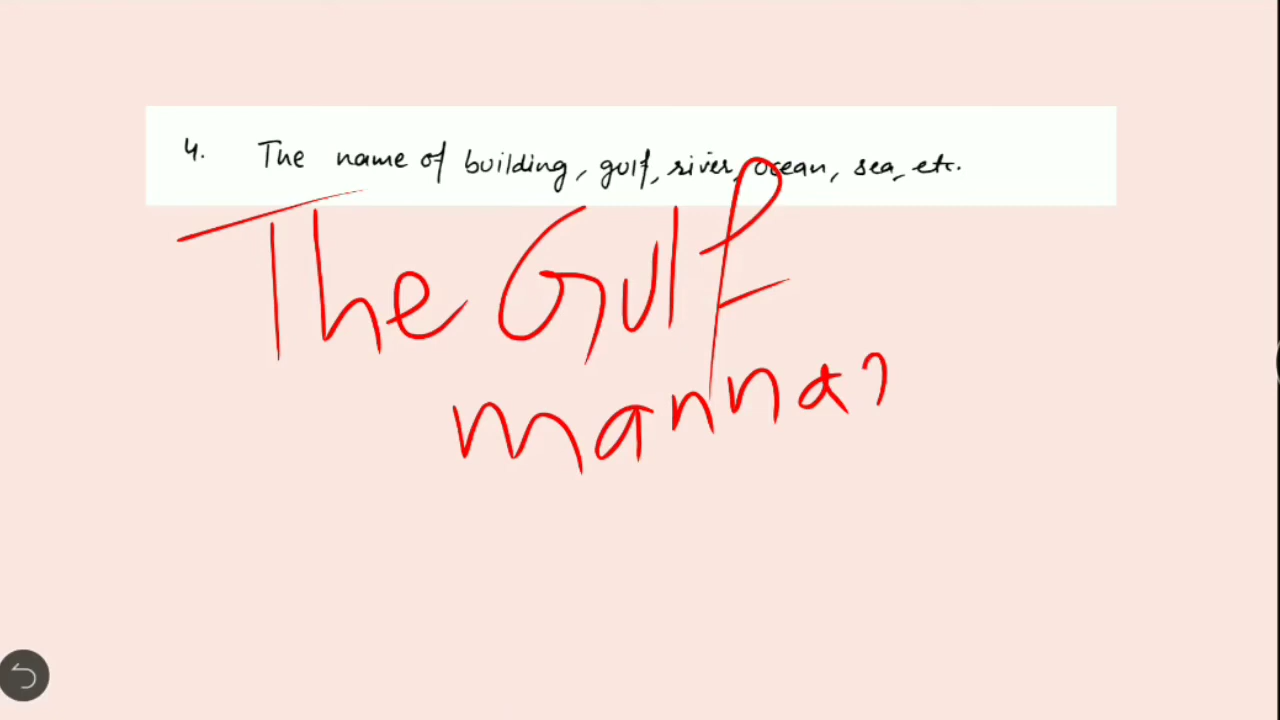 4. The name of building, gulf, river, ocean, sea, etc.
The Gulf
mannar